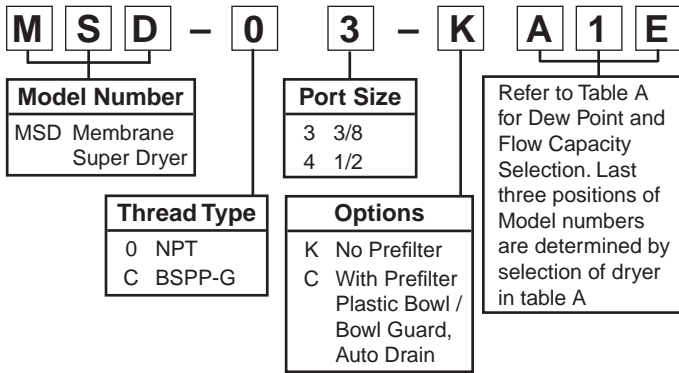 M S D – 0 3 – K A 1 E
Model Number
MSD Membrane
Super Dryer
Thread Type
0 NPT
C BSPP-G
Port Size
3 3/8
4 1/2
Options
K No Prefilter
C With Prefilter
Plastic Bowl /
Bowl Guard,
Auto Drain
Refer to Table A
for Dew Point and
Flow Capacity
Selection. Last
three positions of
Model numbers
are determined by
selection of dryer
in table A